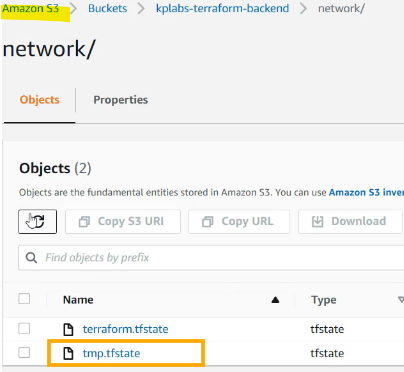 Amazon S3 > Buckets > kplabs-terraform-backend > network/
network/
Objects Properties
Objects (2)
Objects are the fundamental entities stored in Amazon S3. You can use Amazon S3 inver
Copy S3 URI Copy URL Download
Find objects by prefix
Name Type
terraform.tfstate tfstate
tmp.tfstate tfstate